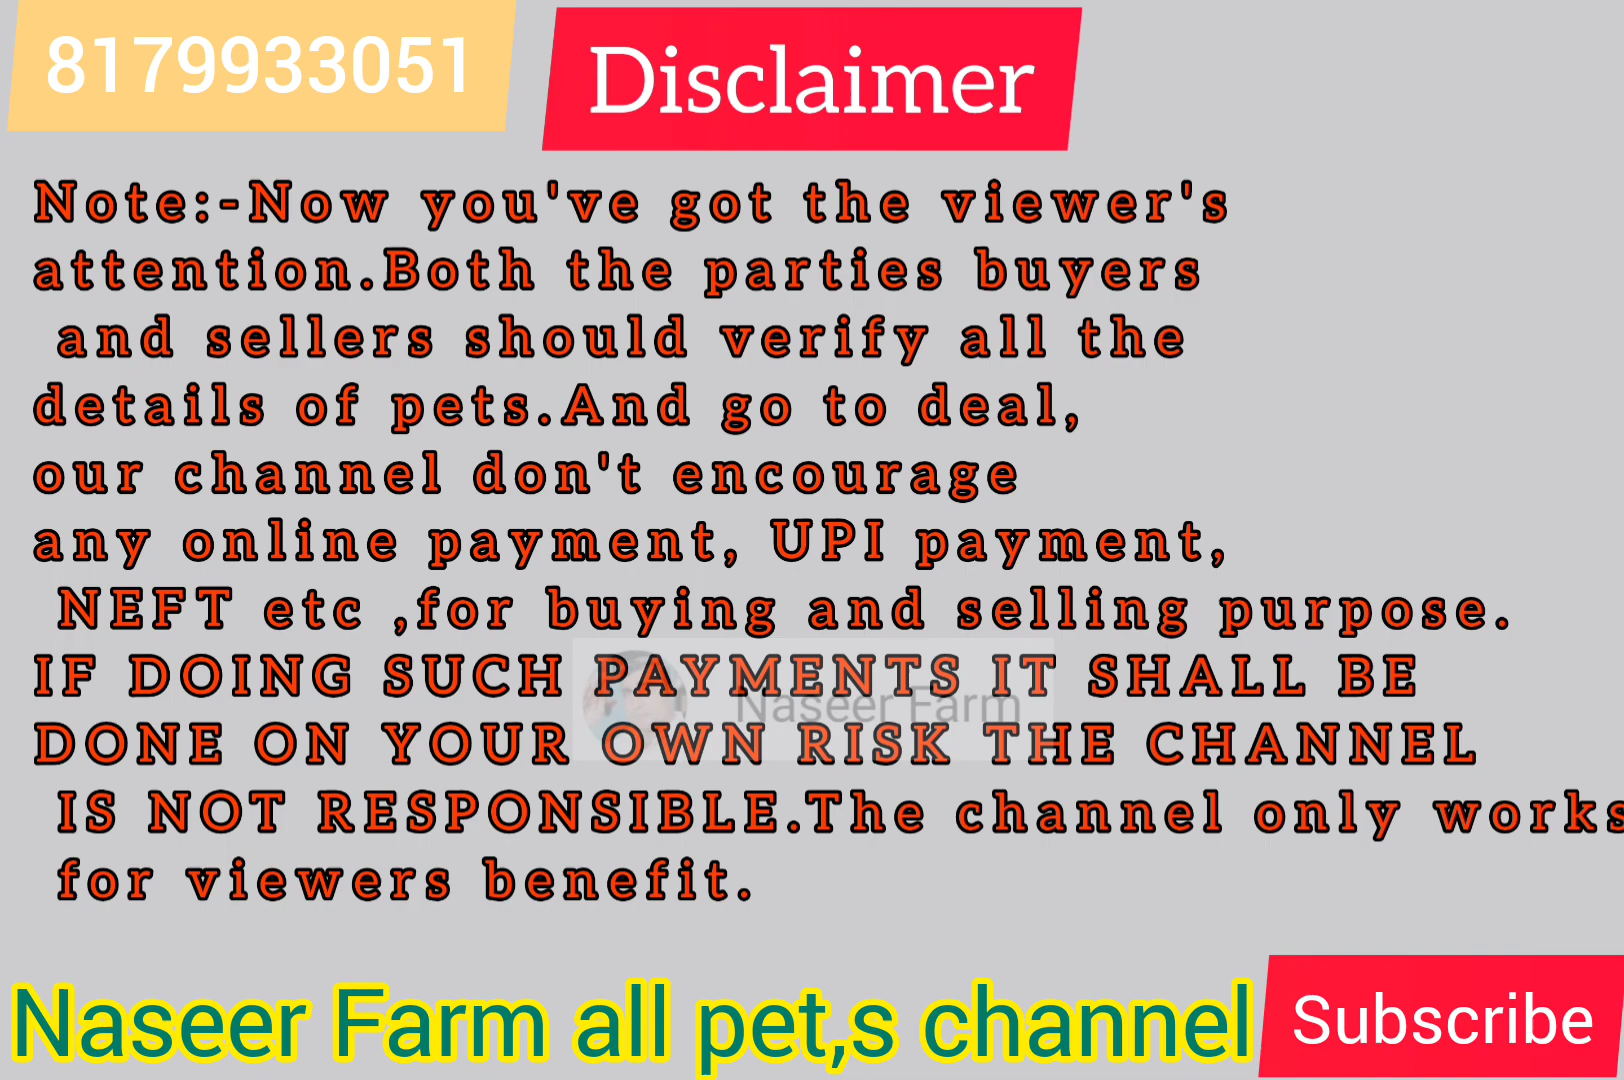 8179933051
Disclaimer
Note:-Now you've got the viewer's
attention.Both the parties buyers
and sellers should verify all the
details of pets.And go to deal,
our channel don't encourage
any online payment, UPI payment,
NEFT etc ,for buying and selling purpose.
IF DOING SUCH PAYMENTS IT SHALL BE
Naseer Farm
DONE ON YOUR OWN RISK THE CHANNEL
IS NOT RESPONSIBLE.The channel only works
for viewers benefit.
Naseer Farm all pet,s channel
Subscribe